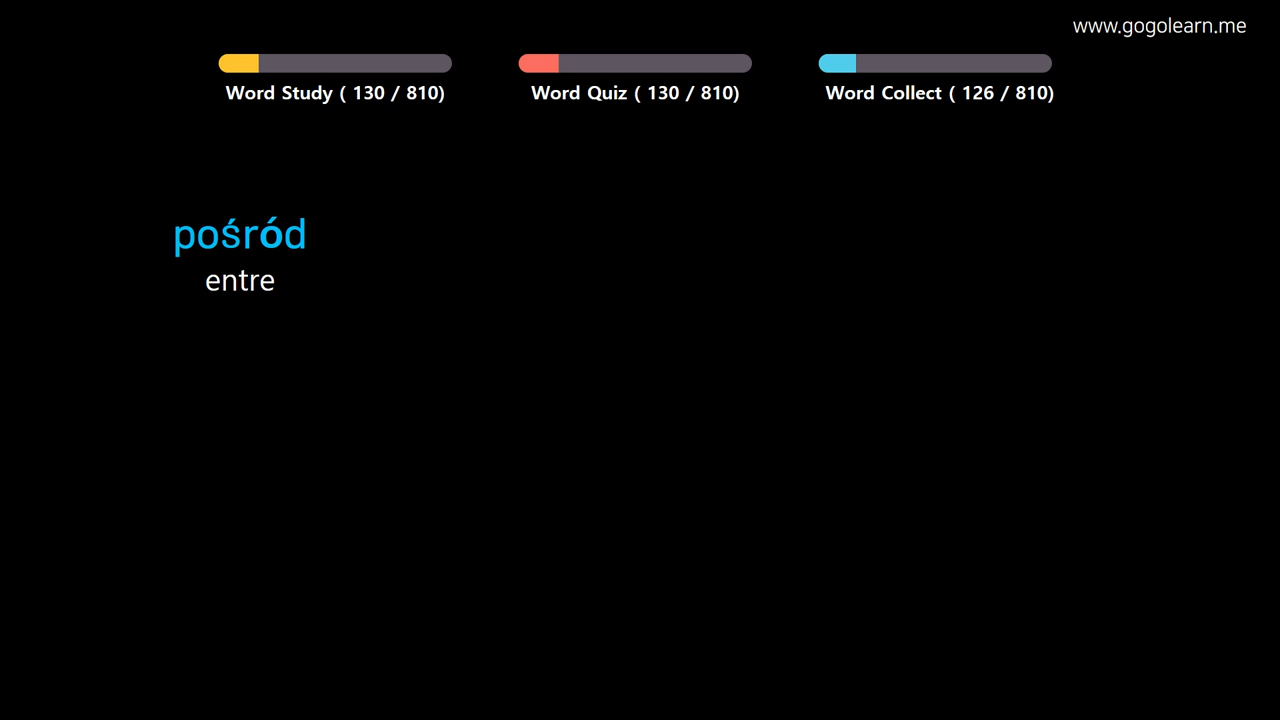 www.gogolearn.me
Word Study ( 130 / 810)
Word Quiz ( 130 / 810)
Word Collect ( 126 / 810)
pośród
entre